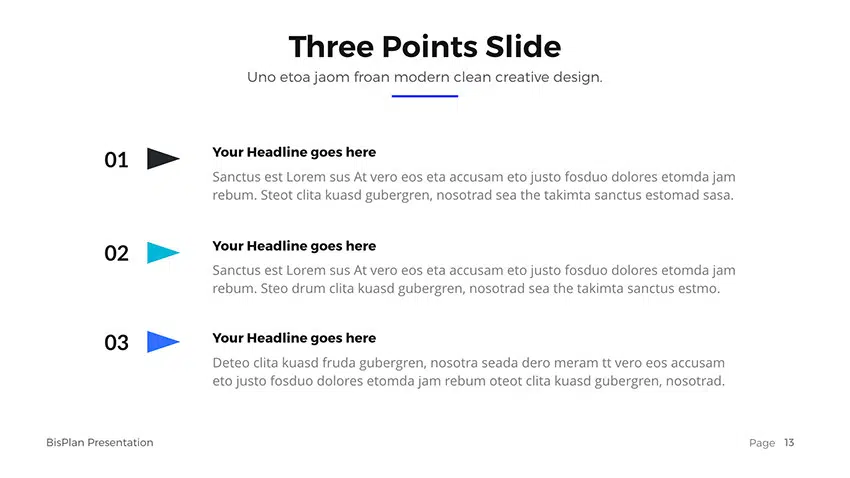 Three Points Slide
Uno etoa jaom froan modern clean creative design.
01
Your Headline goes here
Sanctus est Lorem sus At vero eos eta accusam eto justo fosduo dolores etomda jam
rebum. Steot clita kuasd gubergren, nosotrad sea the takimta sanctus estomad sasa.
02
Your Headline goes here
Sanctus est Lorem sus At vero eos eta accusam eto justo fosduo dolores etomda jam
rebum. Steo drum clita kuasd gubergren, nosotrad sea the takimta sanctus estmo.
03
Your Headline goes here
Deteo clita kuasd fruda gubergren, nosotra seada dero meram tt vero eos accusam
eto justo fosduo dolores etomda jam rebum oteot clita kuasd gubergren, nosotrad.
BisPlan Presentation
Page 13